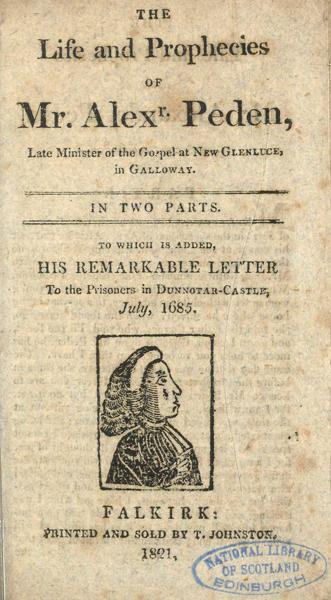 THE
Life and Prophecies
OF
Mr. Alexr. Peden,
Late Minister of the Gospel at NEW GLENLUCE,
in GALLOWAY.
IN TWO PARTS.
TO WHICH IS ADDED,
HIS REMARKABLE LETTER
To the Prisoners in DUNNOTAR-CASTLE,
July, 1685.
FALKIRK:
PRINTED AND SOLD BY T. JOHNSTON.
1821,
NATIONAL LIBRARY
OF SCOTLAND
EDINBURGH